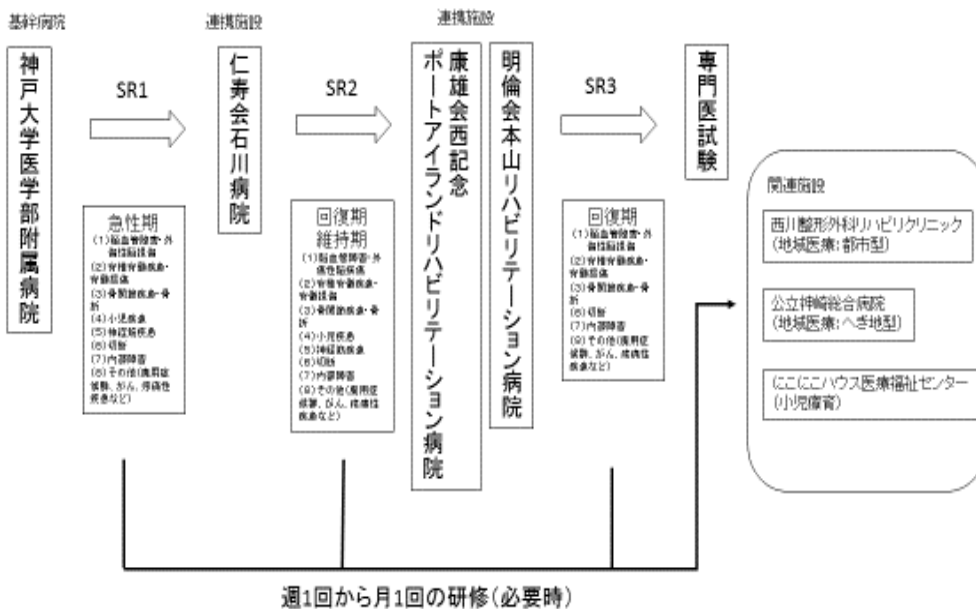 基幹病院
神戸大学医学部附属病院
SR1
急性期
(1)脳血管障害・外
傷性脳損傷
(2)脊椎脊髄疾患・
脊髄損傷
(3)骨関節疾患・骨
折
(4)小児疾患
(5)神経筋疾患
(6)切断
(7)内部障害
(8)その他(廃用症
候群、がん、疼痛性
疾患など)
連携施設
仁寿会石川病院
SR2
回復期
維持期
(1)脳血管障害・外
(2)脊椎脊髄疾患・
脊髄損傷
(3)骨関節疾患・骨
折
(4)小児疾患
(5)神経筋疾患
(6)切断
(7)内部障害
その他(廃用症
候群、がん、疼痛性
疾患など)
連携施設
康雄会西記念
ポートアイランドリハビリテーション病院
明倫会本山リハビリテーション病院
SR3
回復期
(1)脳血管障害・外
傷性脳損傷
(2)脊椎脊髄疾患・
脊髄損傷
(3)骨関節疾患・骨
折
(6)切断
(7)内部障害
その他(廃用症
候群、がん、疼痛性
疾患など)
専門医試験
関連施設
西川整形外科リハビリクリニック
(地域医療:都市型)
公立神崎総合病院
(地域医療:へき地型)
にこにこハウス医療福祉センター
(小児療育)
週1回から月1回の研修(必要時)